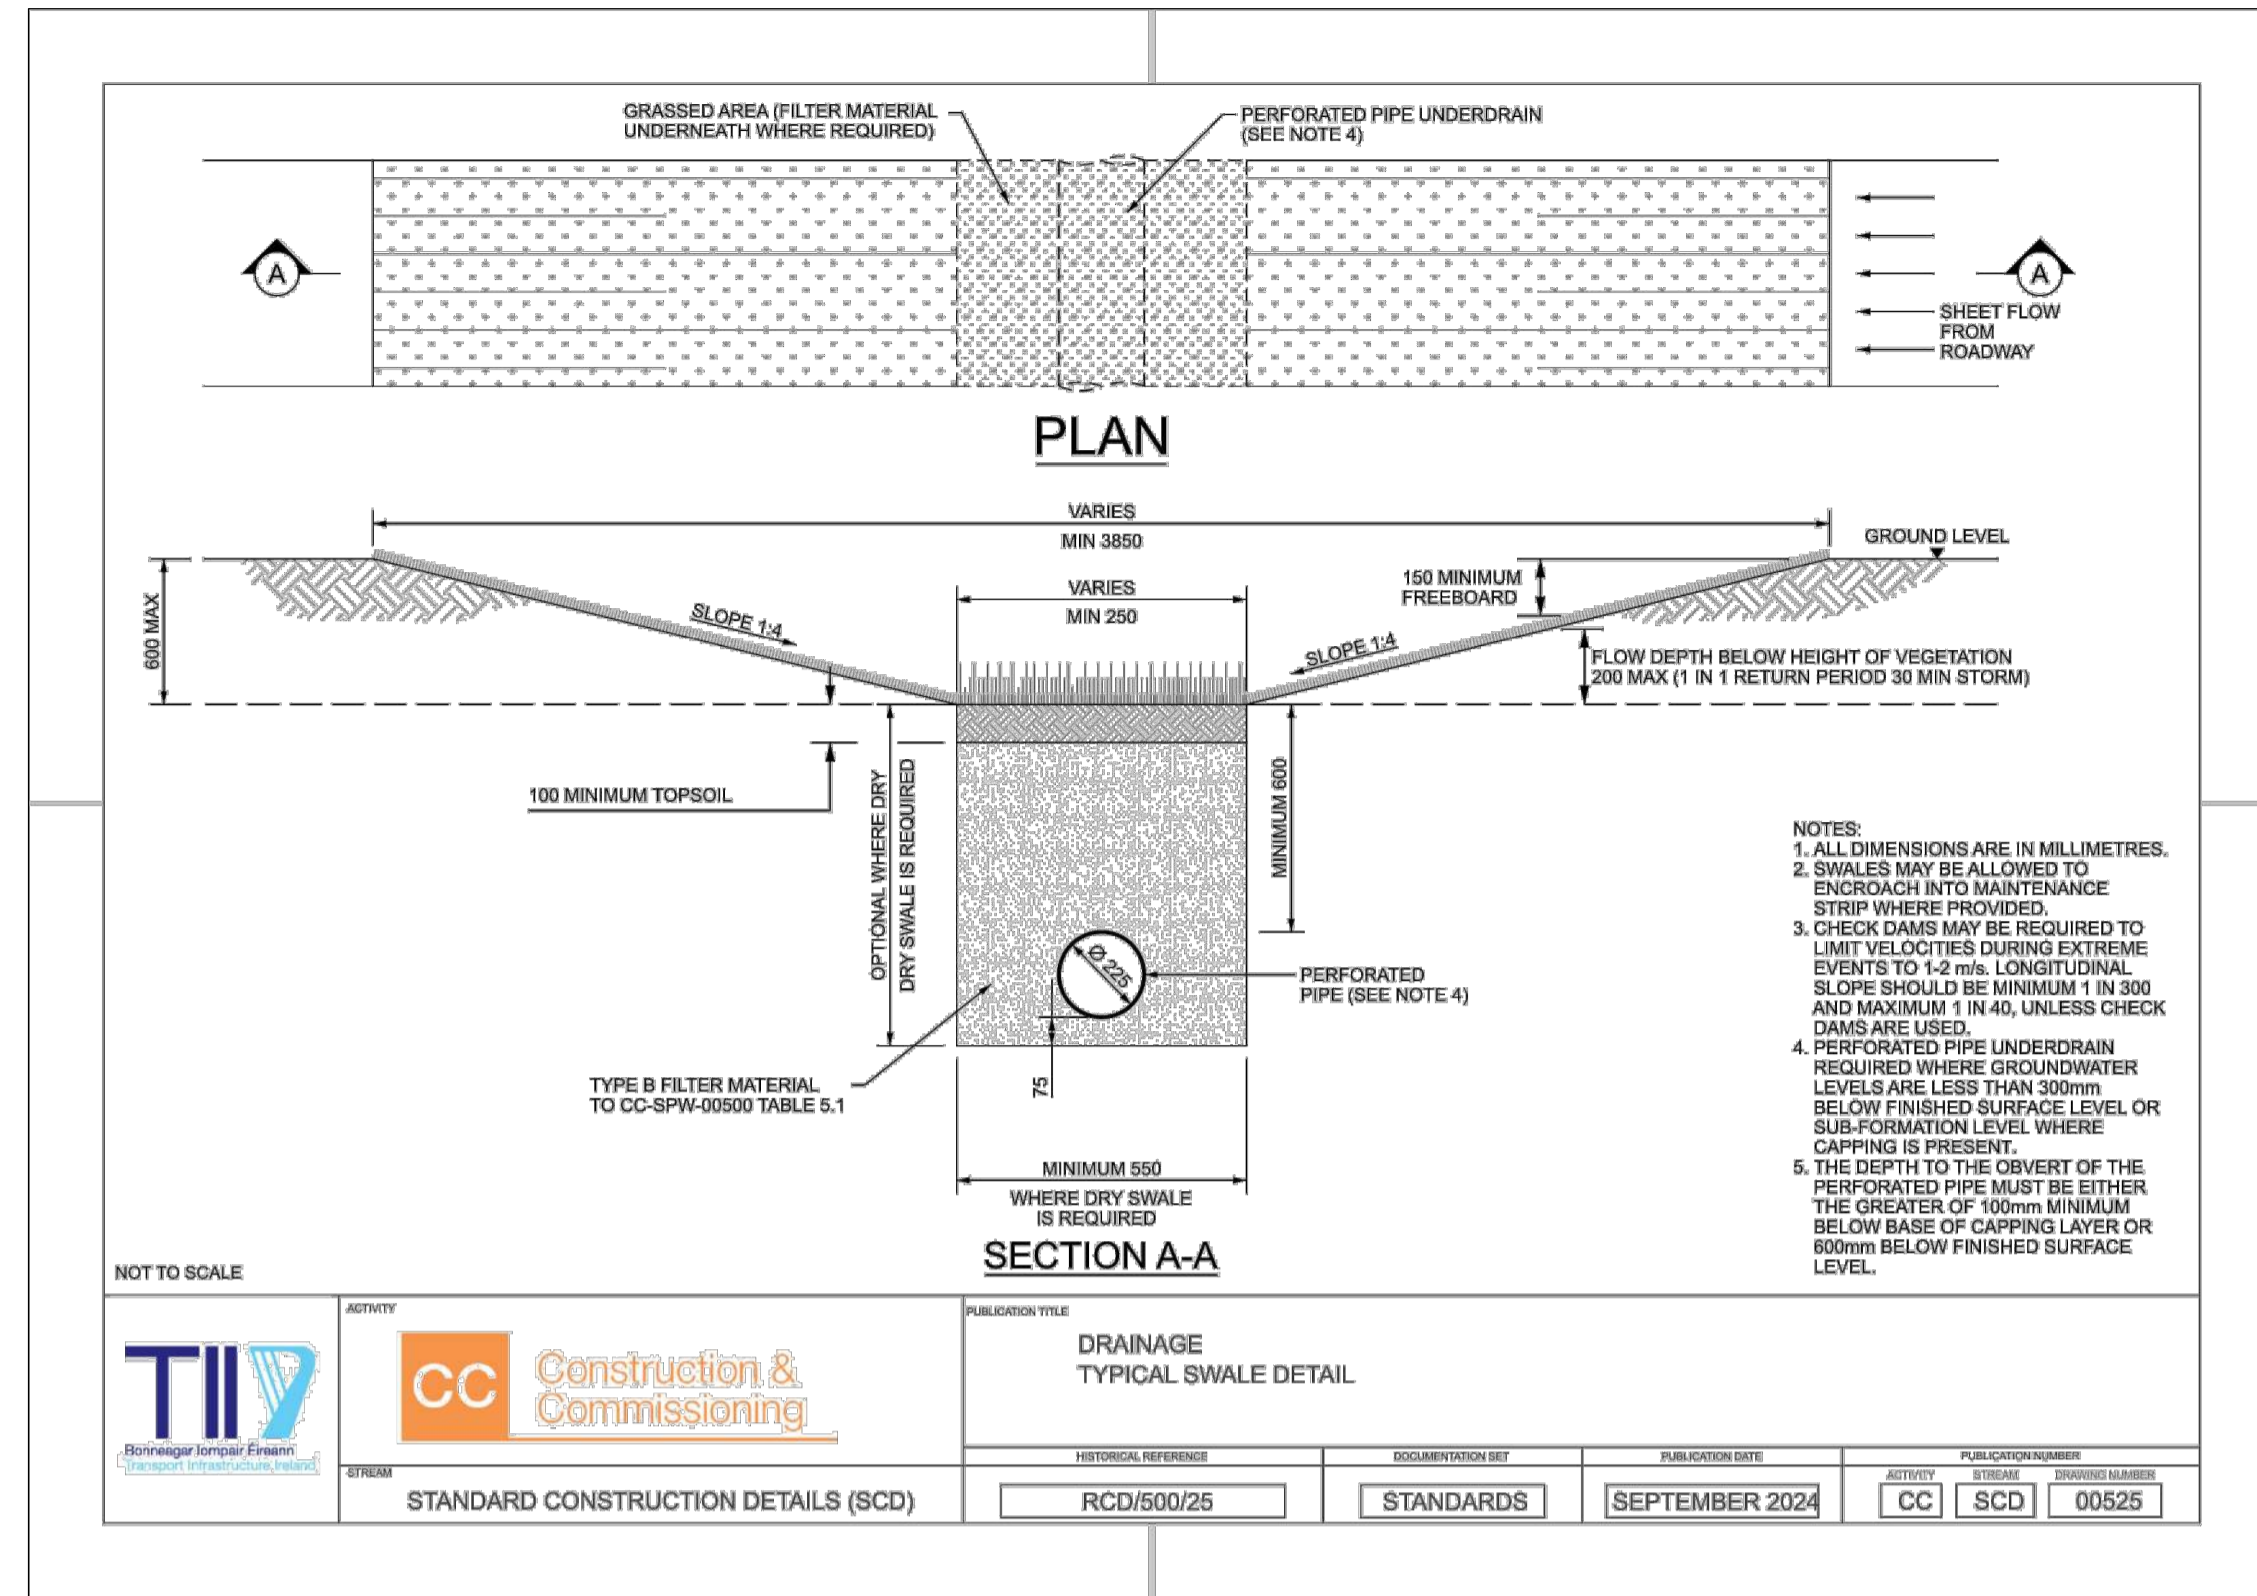 GRASSED AREA (FILTER MATERIAL
UNDERNEATH WHERE REQUIRED)
PERFORATED PIPE UNDERDRAIN
(SEE NOTE 4)
A
A
SHEET FLOW
FROM
ROADWAY
PLAN
VARIES
MIN 3850
GROUND LEVEL
VARIES
MIN 250
150 MINIMUM
FREEBOARD
600 MAX
SLOPE 1:4
SLOPE 1:4
FLOW DEPTH BELOW HEIGHT OF VEGETATION
200 MAX (1 IN 1 RETURN PERIOD 30 MIN STORM)
100 MINIMUM TOPSOIL
OPTIONAL WHERE DRY
DRY SWALE IS REQUIRED
MINIMUM 600
Ø 225
PERFORATED
PIPE (SEE NOTE 4)
75
TYPE B FILTER MATERIAL
TO CC-SPW-00500 TABLE 5.1
MINIMUM 550
WHERE DRY SWALE
IS REQUIRED
SECTION A-A
NOTES:
1. ALL DIMENSIONS ARE IN MILLIMETRES.
2. SWALES MAY BE ALLOWED TO
ENCROACH INTO MAINTENANCE
STRIP WHERE PROVIDED.
3. CHECK DAMS MAY BE REQUIRED TO
LIMIT VELOCITIES DURING EXTREME
EVENTS TO 1-2 m/s. LONGITUDINAL
SLOPE SHOULD BE MINIMUM 1 IN 300
AND MAXIMUM 1 IN 40, UNLESS CHECK
DAMS ARE USED.
4. PERFORATED PIPE UNDERDRAIN
REQUIRED WHERE GROUNDWATER
LEVELS ARE LESS THAN 300mm
BELOW FINISHED SURFACE LEVEL OR
SUB-FORMATION LEVEL WHERE
CAPPING IS PRESENT.
5. THE DEPTH TO THE OBVERT OF THE
PERFORATED PIPE MUST BE EITHER
THE GREATER OF 100mm MINIMUM
BELOW BASE OF CAPPING LAYER OR
600mm BELOW FINISHED SURFACE
LEVEL.
NOT TO SCALE
TII
Bonneagar Iompair Éireann
Transport Infrastructure Ireland
ACTIVITY
CC
Construction &
Commissioning
STREAM
STANDARD CONSTRUCTION DETAILS (SCD)
PUBLICATION TITLE
DRAINAGE
TYPICAL SWALE DETAIL
HISTORICAL REFERENCE
RCD/500/25
DOCUMENTATION SET
STANDARDS
PUBLICATION DATE
SEPTEMBER 2024
PUBLICATION NUMBER
ACTIVITY STREAM DRAWING NUMBER
CC SCD 00525